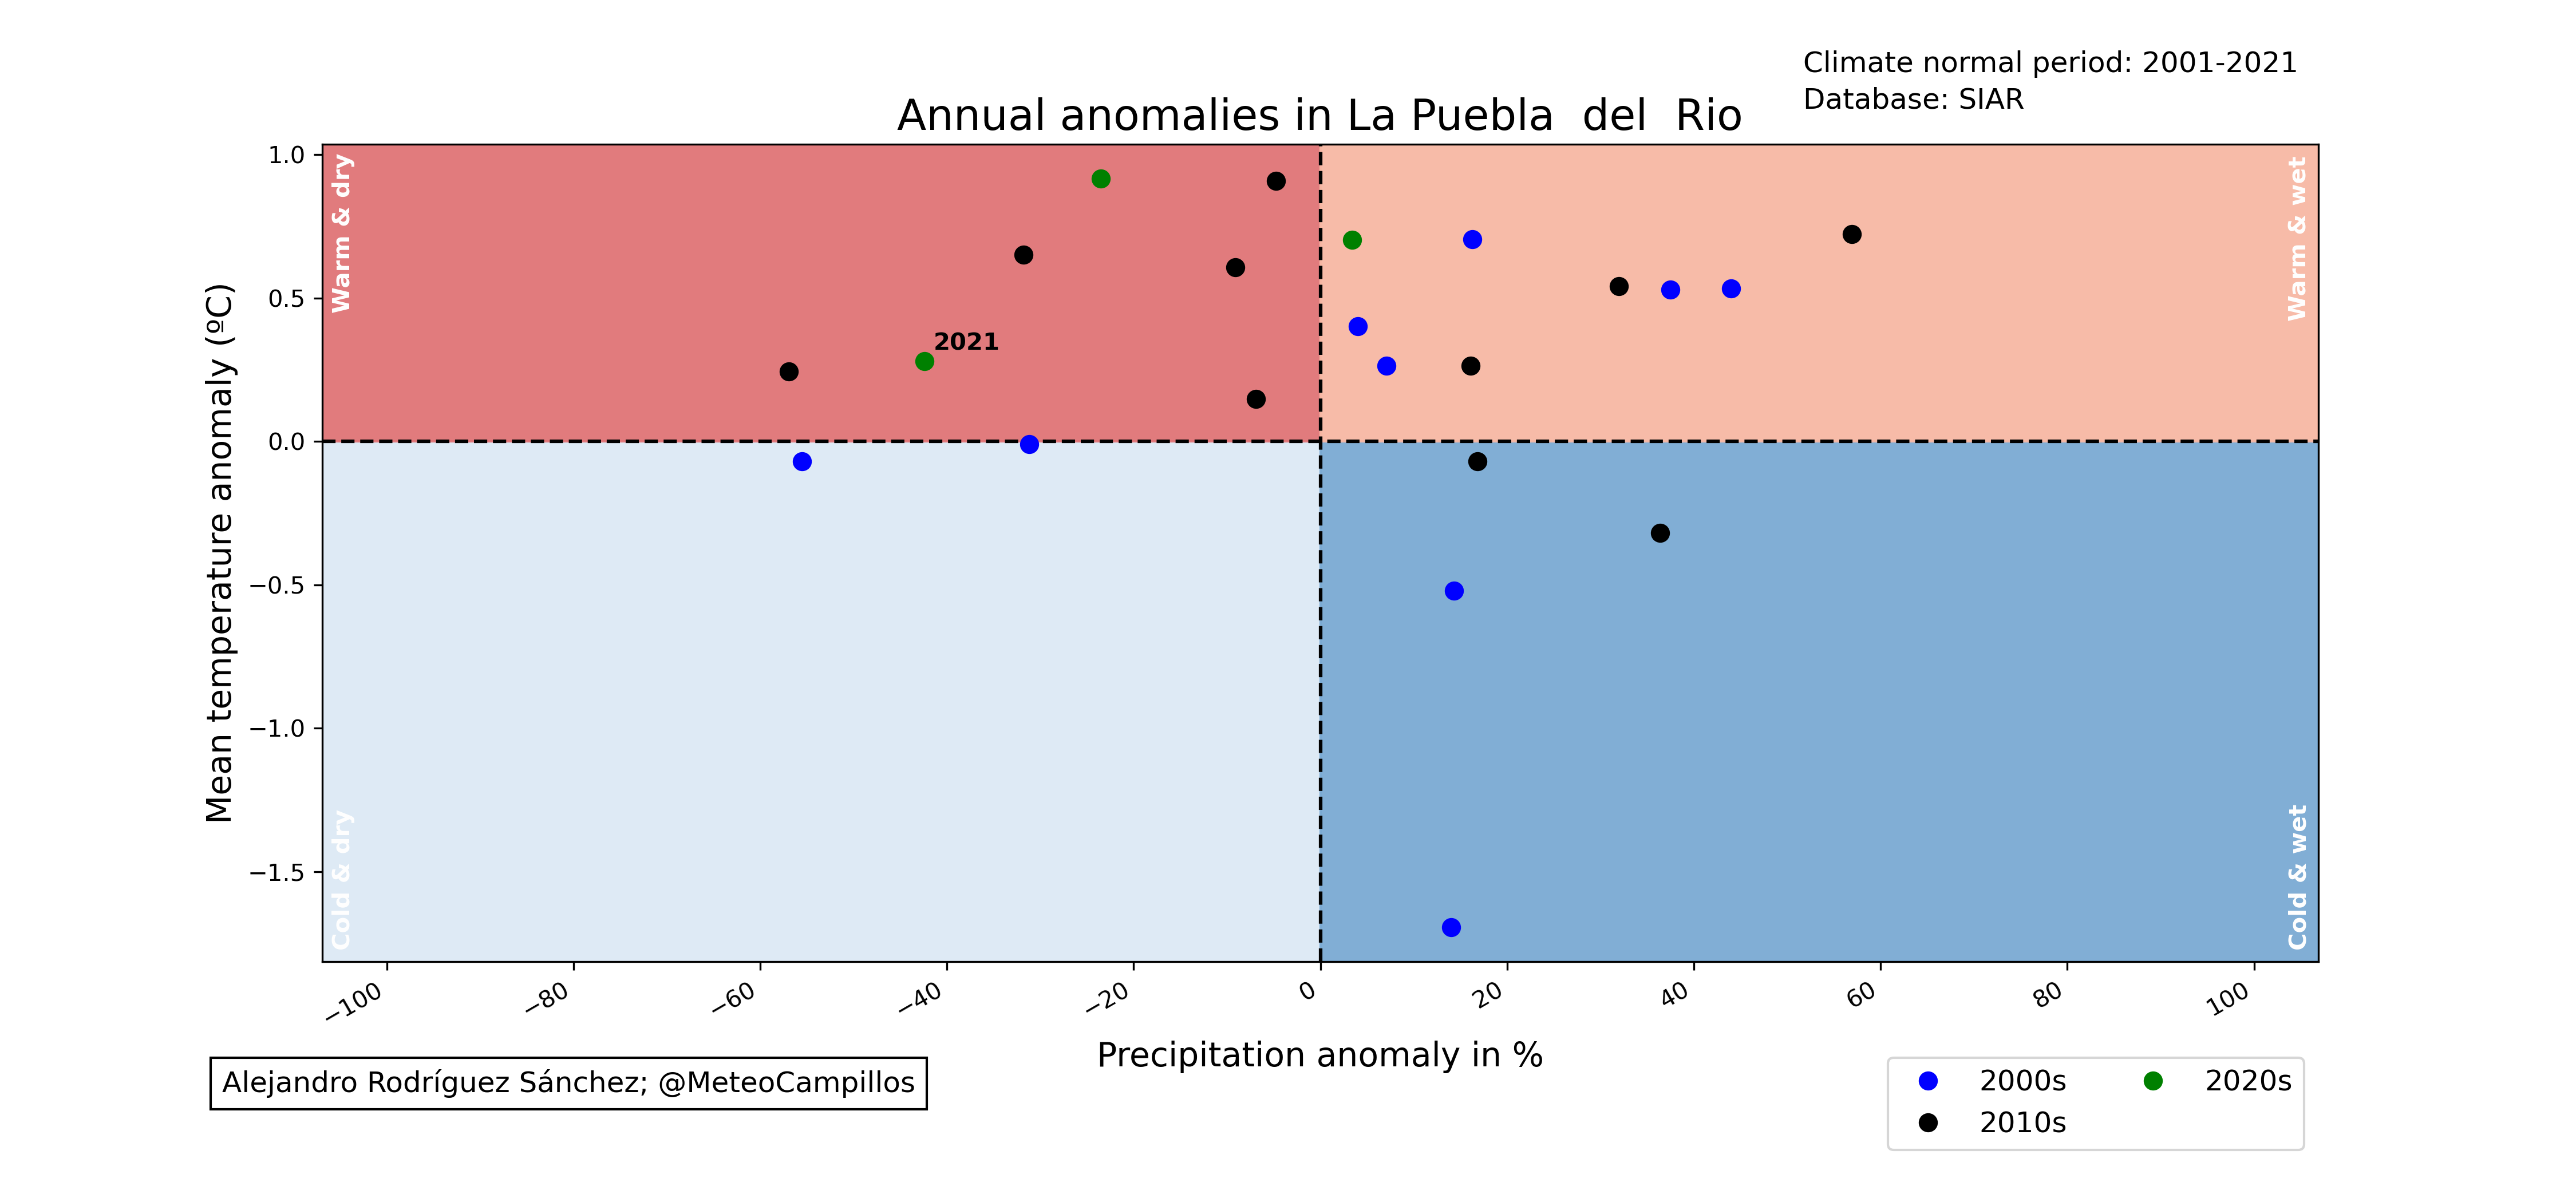 Climate normal period: 2001-2021
Database: SIAR
Annual anomalies in La Puebla  del  Rio
Warm & dry
Warm & wet
Cold & dry
Cold & wet
Mean temperature anomaly (ºC)
1.0
0.5
0.0
−0.5
−1.0
−1.5
2021
−100
−80
−60
−40
−20
0
20
40
60
80
100
Precipitation anomaly in %
Alejandro Rodríguez Sánchez; @MeteoCampillos
2000s
2010s
2020s